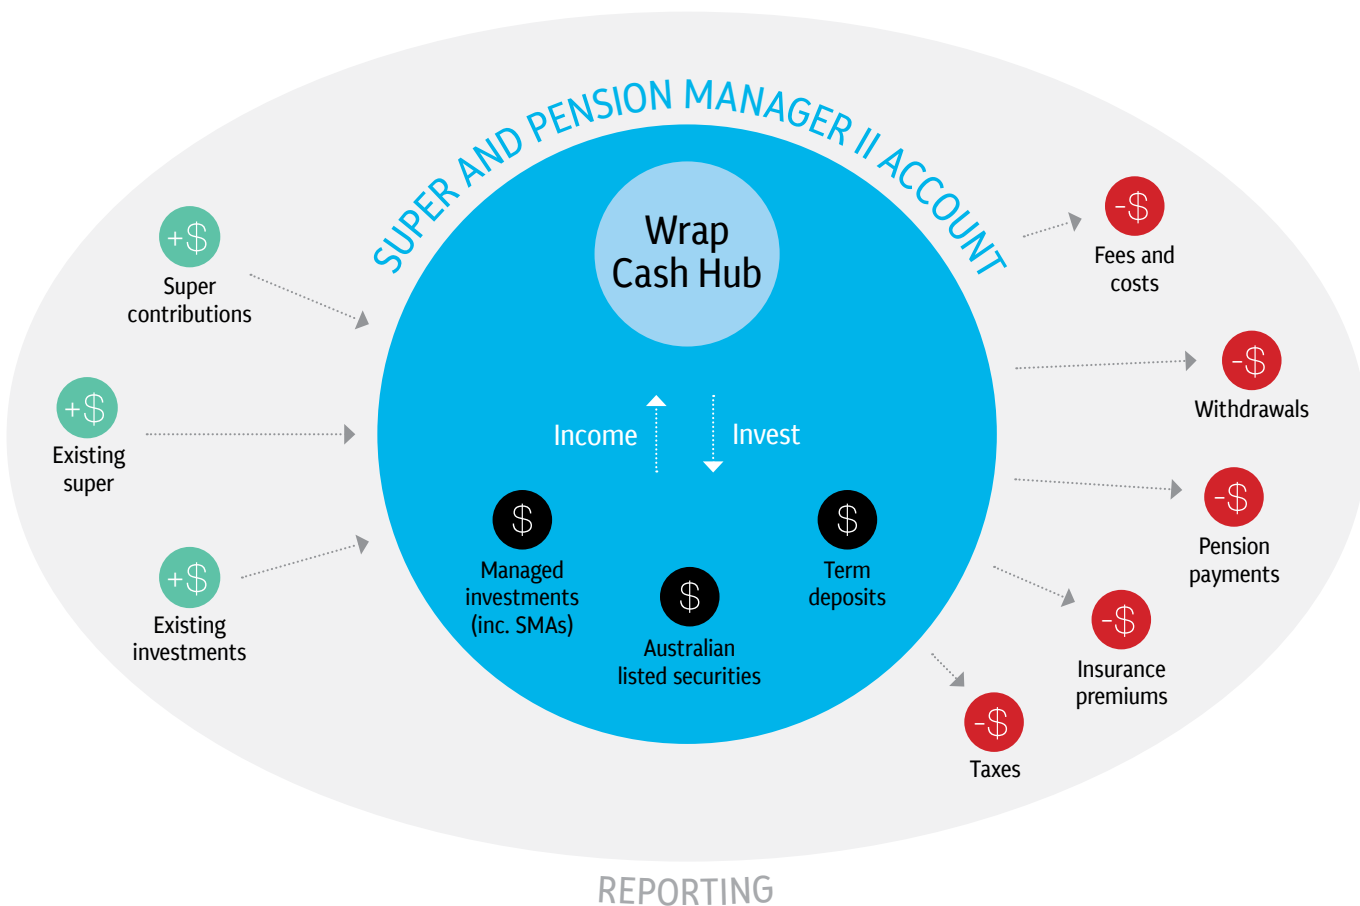 SUPER AND PENSION MANAGER II ACCOUNT
Wrap
Cash Hub
+$
Super
contributions
+$
Existing
super
+$
Existing
investments
Income
Invest
$
Managed
investments
(inc. SMAs)
$
Australian
listed securities
$
Term
deposits
-$
Fees and
costs
-$
Withdrawals
-$
Pension
payments
-$
Insurance
premiums
-$
Taxes
REPORTING